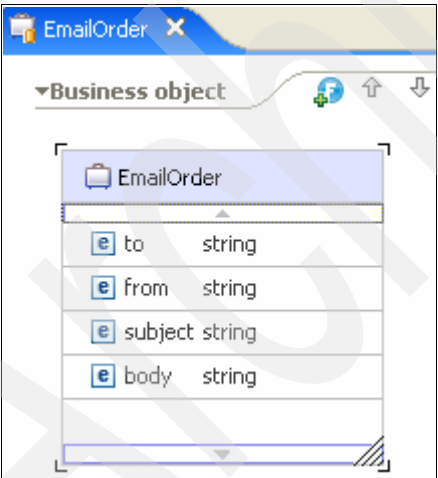 EmailOrder
Business object
EmailOrder
e to string
e from string
e subject string
e body string